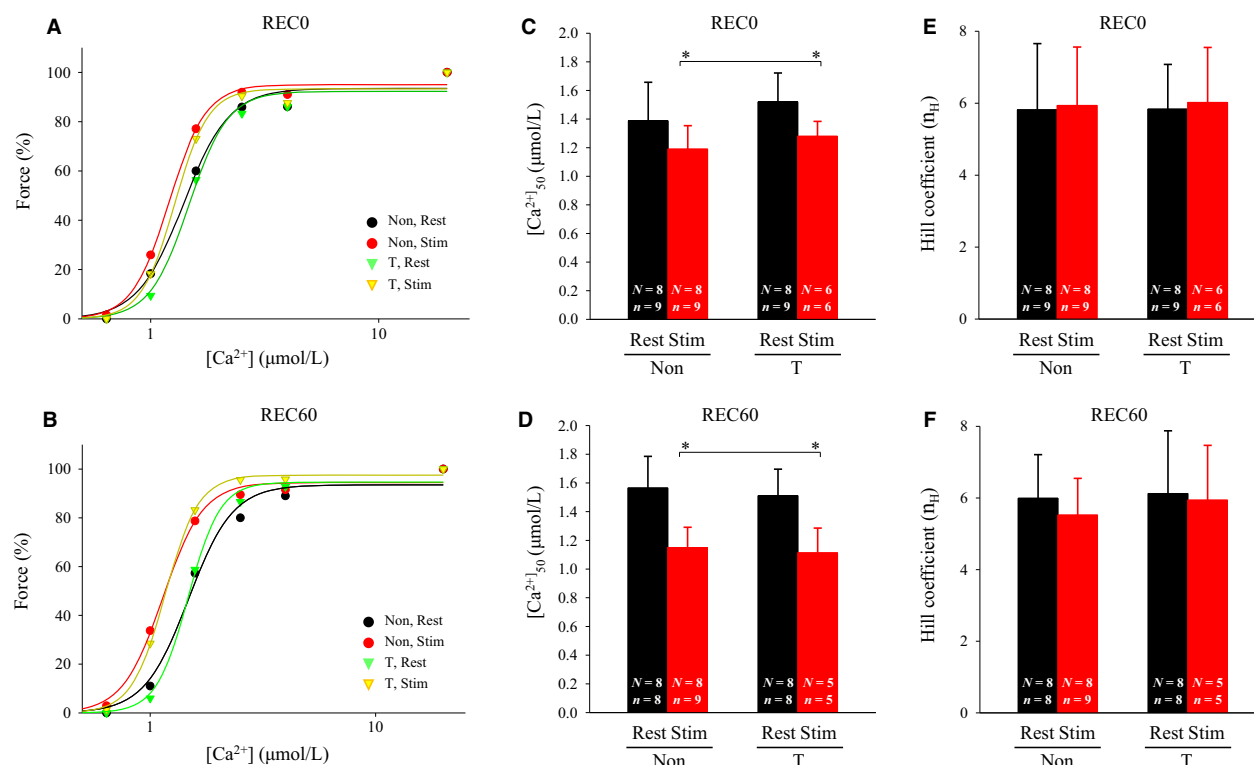 A
REC0
100
80
60
40
20
0
Force (%)
Non, Rest
Non, Stim
T, Rest
T, Stim
1
10
[Ca²⁺] (μmol/L)
B
REC60
100
80
60
40
20
0
Force (%)
Non, Rest
Non, Stim
T, Rest
T, Stim
1
10
[Ca²⁺] (μmol/L)
C
REC0
2.0
1.8
1.6
1.4
1.2
1.0
0.8
0.6
0.4
0.2
0.0
[Ca²⁺]₅₀ (μmol/L)
* *
N = 8 N = 8 N = 8 N = 6
n = 9 n = 9 n = 9 n = 6
Rest Stim Rest Stim
Non T
D
REC60
2.0
1.8
1.6
1.4
1.2
1.0
0.8
0.6
0.4
0.2
0.0
[Ca²⁺]₅₀ (μmol/L)
* *
N = 8 N = 8 N = 8 N = 5
n = 8 n = 9 n = 8 n = 5
Rest Stim Rest Stim
Non T
E
REC0
8
6
4
2
0
Hill coefficient (n_H)
N = 8 N = 8 N = 8 N = 6
n = 9 n = 9 n = 9 n = 6
Rest Stim Rest Stim
Non T
F
REC60
8
6
4
2
0
Hill coefficient (n_H)
N = 8 N = 8 N = 8 N = 5
n = 8 n = 9 n = 8 n = 5
Rest Stim Rest Stim
Non T